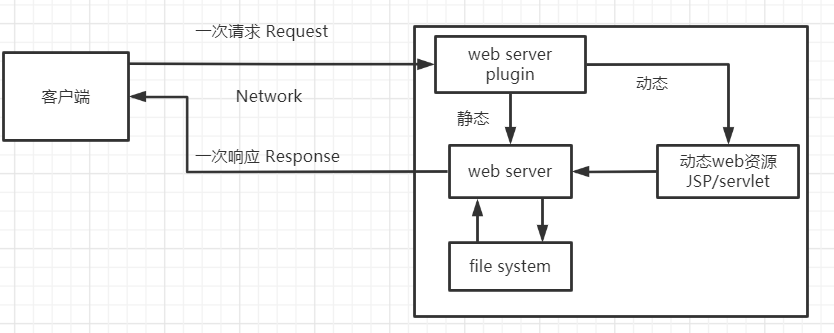 一次请求 Request
web server
plugin
客户端
动态
Network
静态
一次响应 Response
web server
动态web资源
JSP/servlet
file system